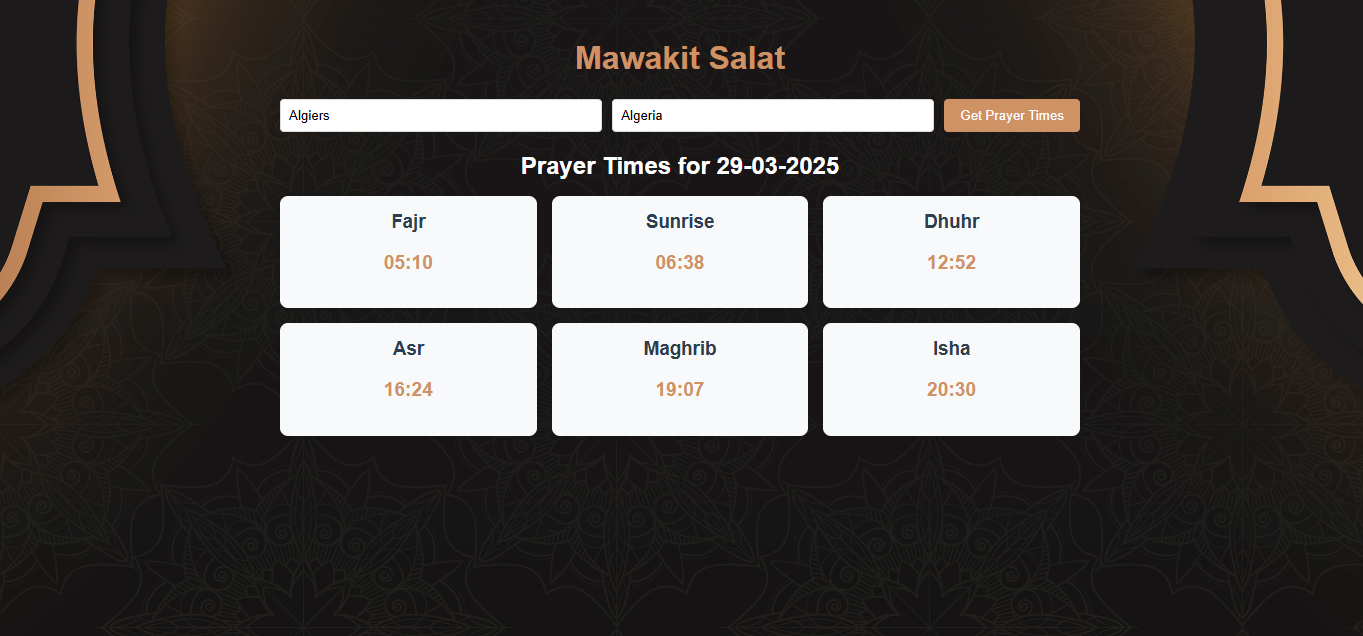 Mawakit Salat
Algiers Algeria Get Prayer Times
Prayer Times for 29-03-2025
Fajr Sunrise Dhuhr
05:10 06:38 12:52
Asr Maghrib Isha
16:24 19:07 20:30